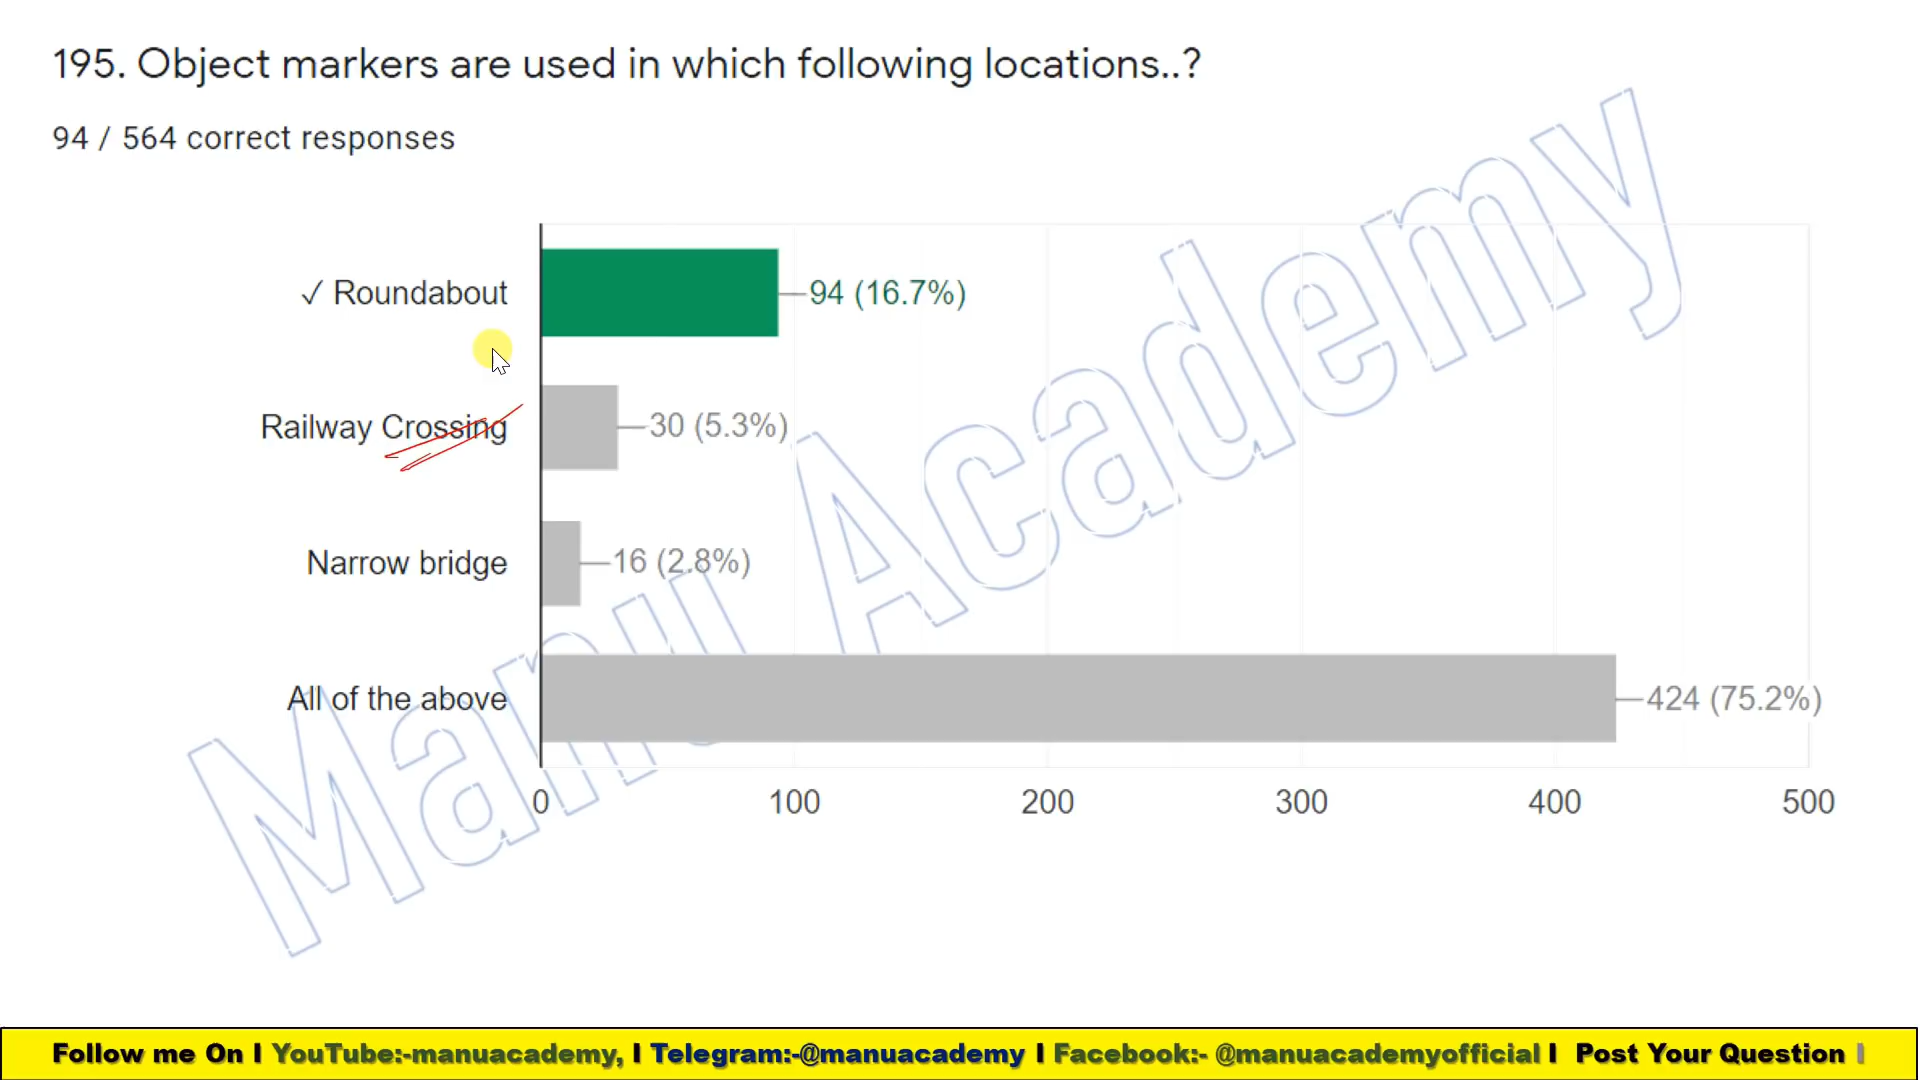 195. Object markers are used in which following locations..?
94 / 564 correct responses
✓ Roundabout
94 (16.7%)
Railway Crossing
30 (5.3%)
Narrow bridge
16 (2.8%)
All of the above
424 (75.2%)
0 100 200 300 400 500
Manu Academy
Follow me On I YouTube:-manuacademy, I Telegram:-@manuacademy I Facebook:- @manuacademyofficial I Post Your Question I